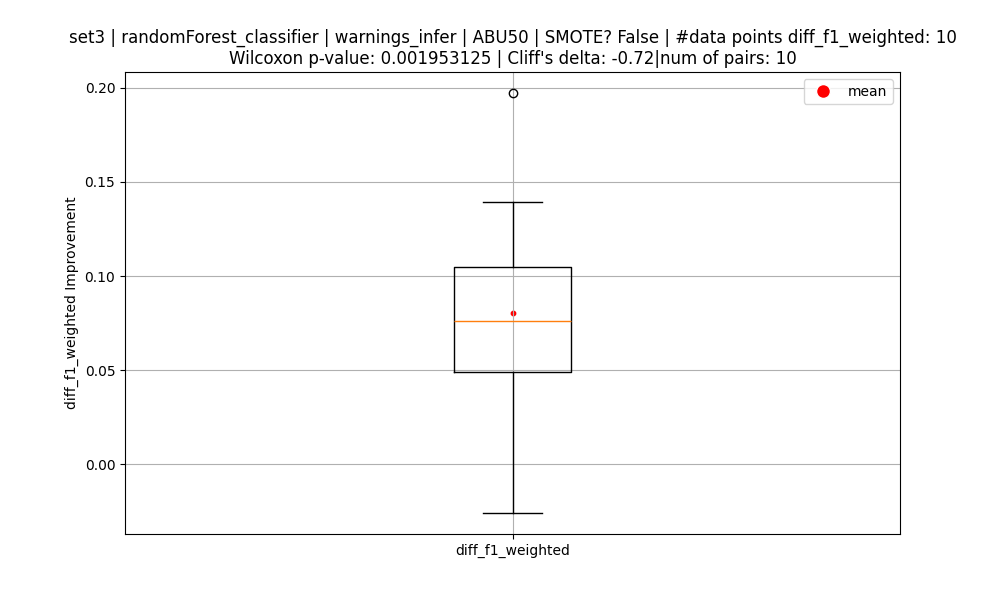 set3 | randomForest_classifier | warnings_infer | ABU50 | SMOTE? False | #data points diff_f1_weighted: 10
Wilcoxon p-value: 0.001953125 | Cliff's delta: -0.72|num of pairs: 10
mean
0.20
0.15
0.10
0.05
0.00
diff_f1_weighted Improvement
diff_f1_weighted